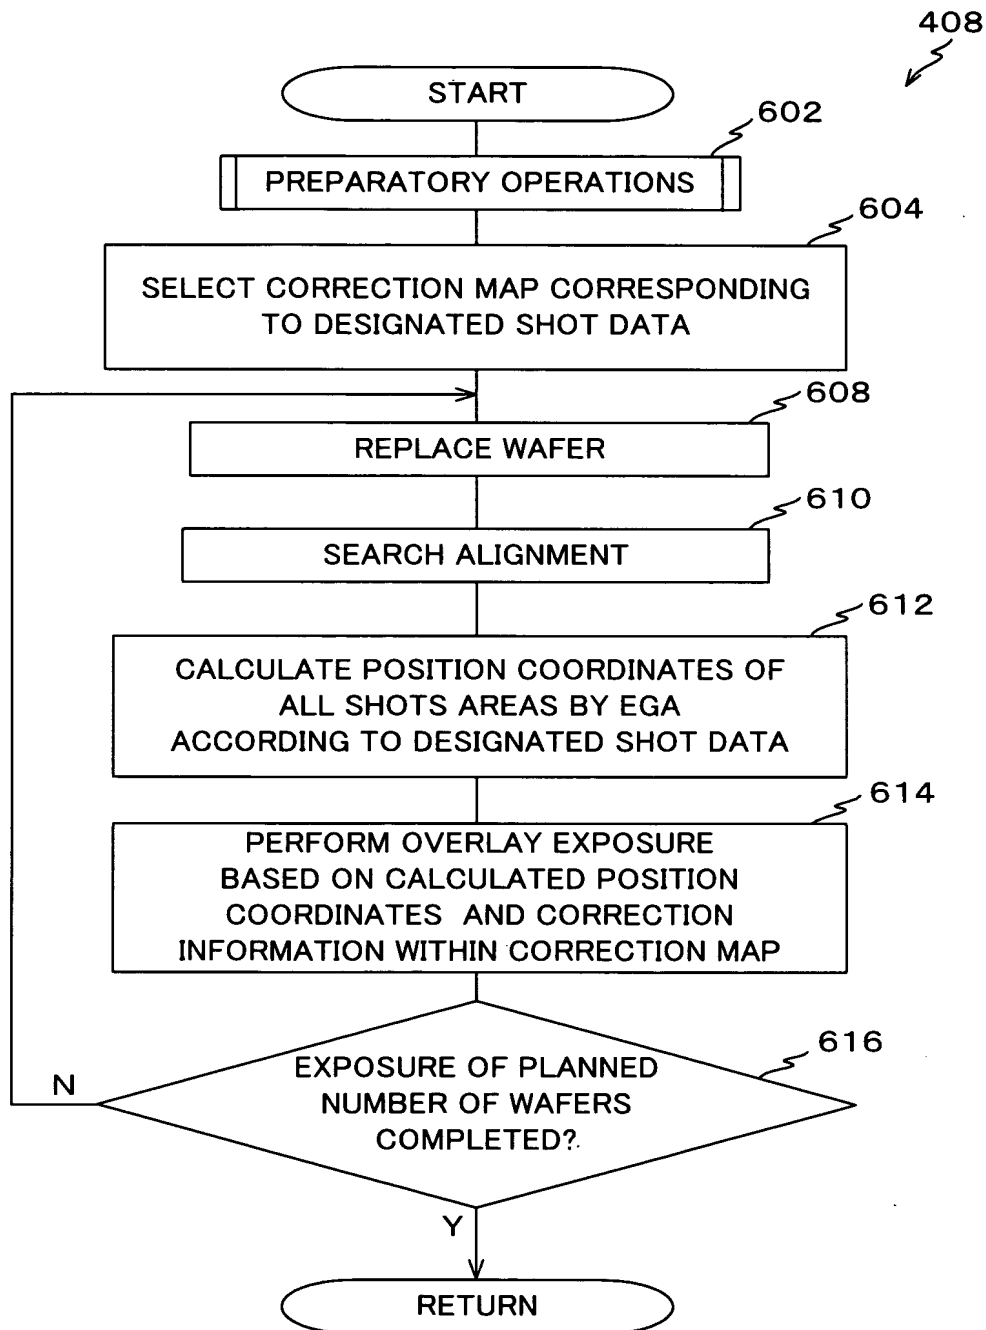 408
START
602
PREPARATORY OPERATIONS
604
SELECT CORRECTION MAP CORRESPONDING
TO DESIGNATED SHOT DATA
608
REPLACE WAFER
610
SEARCH ALIGNMENT
612
CALCULATE POSITION COORDINATES OF
ALL SHOTS AREAS BY EGA
ACCORDING TO DESIGNATED SHOT DATA
614
PERFORM OVERLAY EXPOSURE
BASED ON CALCULATED POSITION
COORDINATES AND CORRECTION
INFORMATION WITHIN CORRECTION MAP
616
EXPOSURE OF PLANNED
NUMBER OF WAFERS
COMPLETED?
N
Y
RETURN